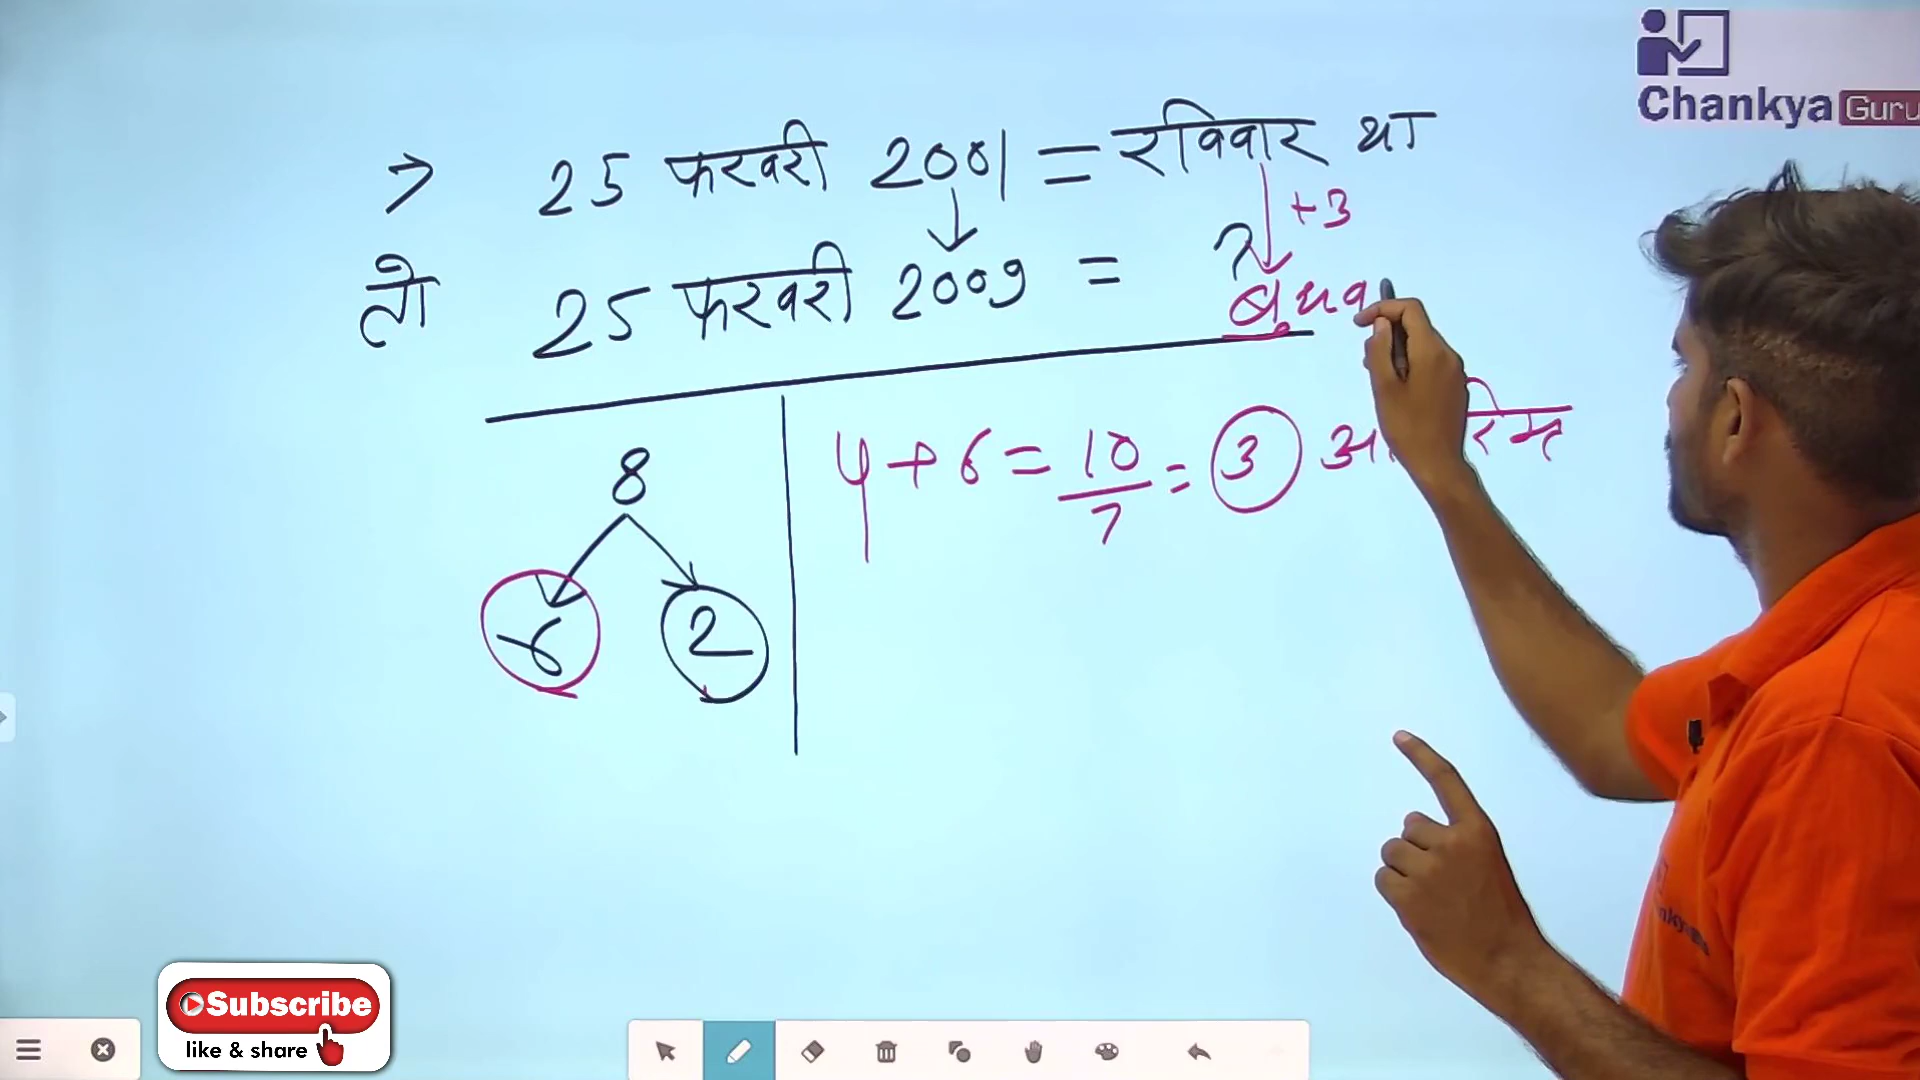 Chankya Guru
→ 25 फरवरी 2001 = रविवार था
↓ ↓ +3
तो 25 फरवरी 2009 = ?
बुधव
8
6 2
4 + 6 = 10/7 = 3
Subscribe
like & share